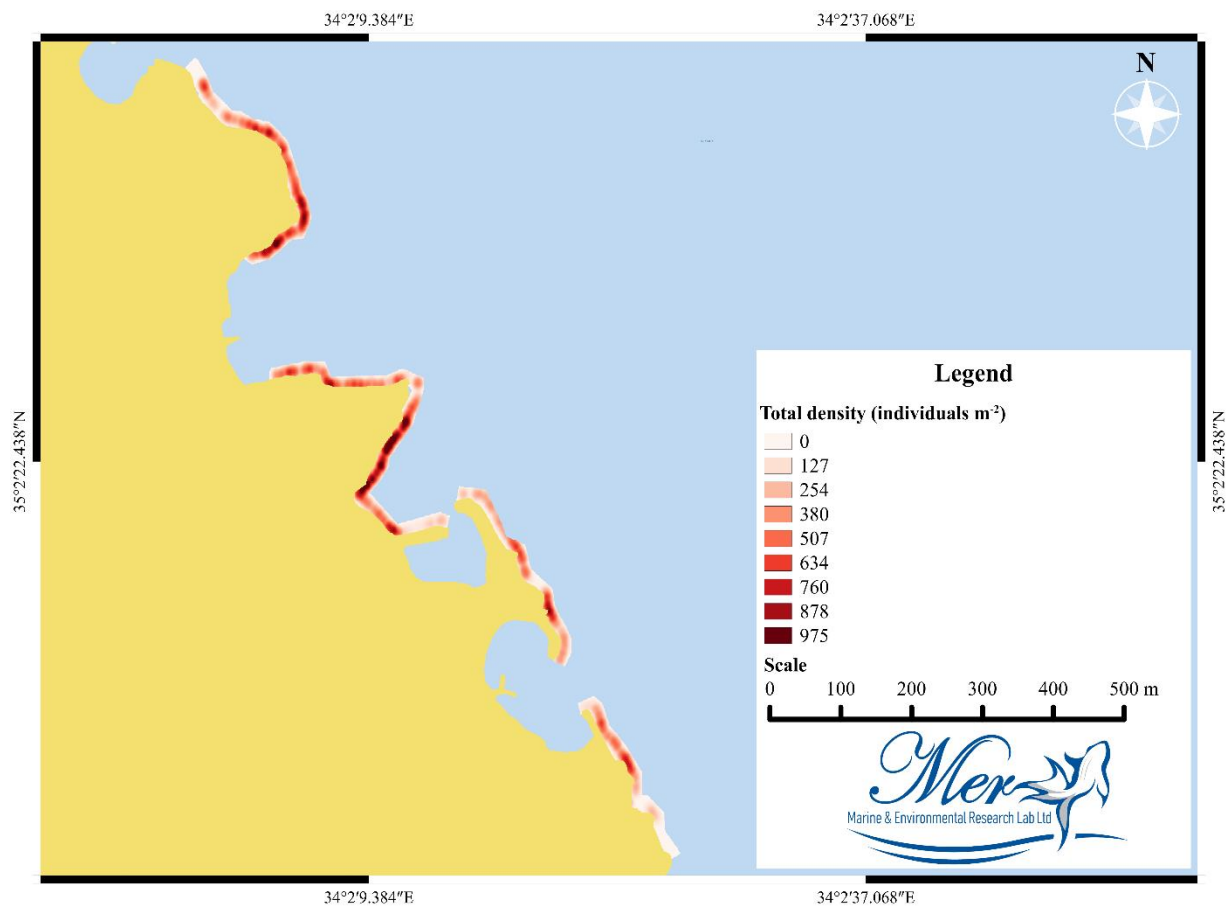 34°2′9.384″E 34°2′37.068″E
N
35°2′22.438″N
35°2′22.438″N
Legend
Total density (individuals m⁻²)
0
127
254
380
507
634
760
878
975
Scale
0 100 200 300 400 500 m
Mer
Marine & Environmental Research Lab Ltd
34°2′9.384″E 34°2′37.068″E